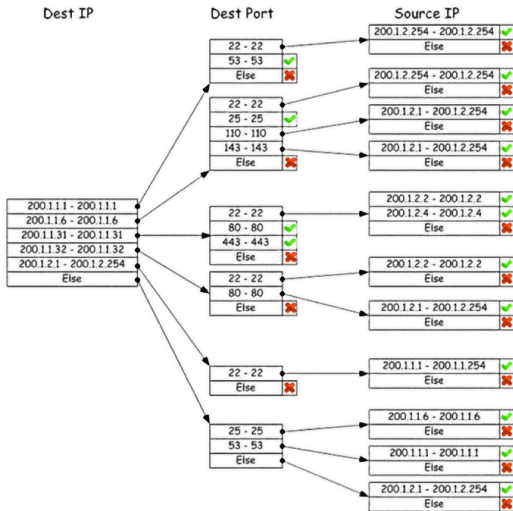 Dest IP
Dest Port
Source IP
200.1.1.1 - 200.1.1.1
200.1.1.6 - 200.1.1.6
200.1.1.31 - 200.1.1.31
200.1.1.32 - 200.1.1.32
200.1.2.1 - 200.1.2.254
Else
22 - 22
53 - 53
Else
22 - 22
25 - 25
110 - 110
143 - 143
Else
22 - 22
80 - 80
443 - 443
Else
22 - 22
80 - 80
Else
22 - 22
Else
25 - 25
53 - 53
Else
200.1.2.254 - 200.1.2.254
Else
200.1.2.254 - 200.1.2.254
Else
200.1.2.1 - 200.1.2.254
Else
200.1.2.1 - 200.1.2.254
Else
200.1.2.2 - 200.1.2.2
200.1.2.4 - 200.1.2.4
Else
200.1.2.2 - 200.1.2.2
Else
200.1.2.1 - 200.1.2.254
Else
200.1.1.1 - 200.1.1.254
Else
200.1.1.6 - 200.1.1.6
Else
200.1.1.1 - 200.1.1.1
Else
200.1.2.1 - 200.1.2.254
Else